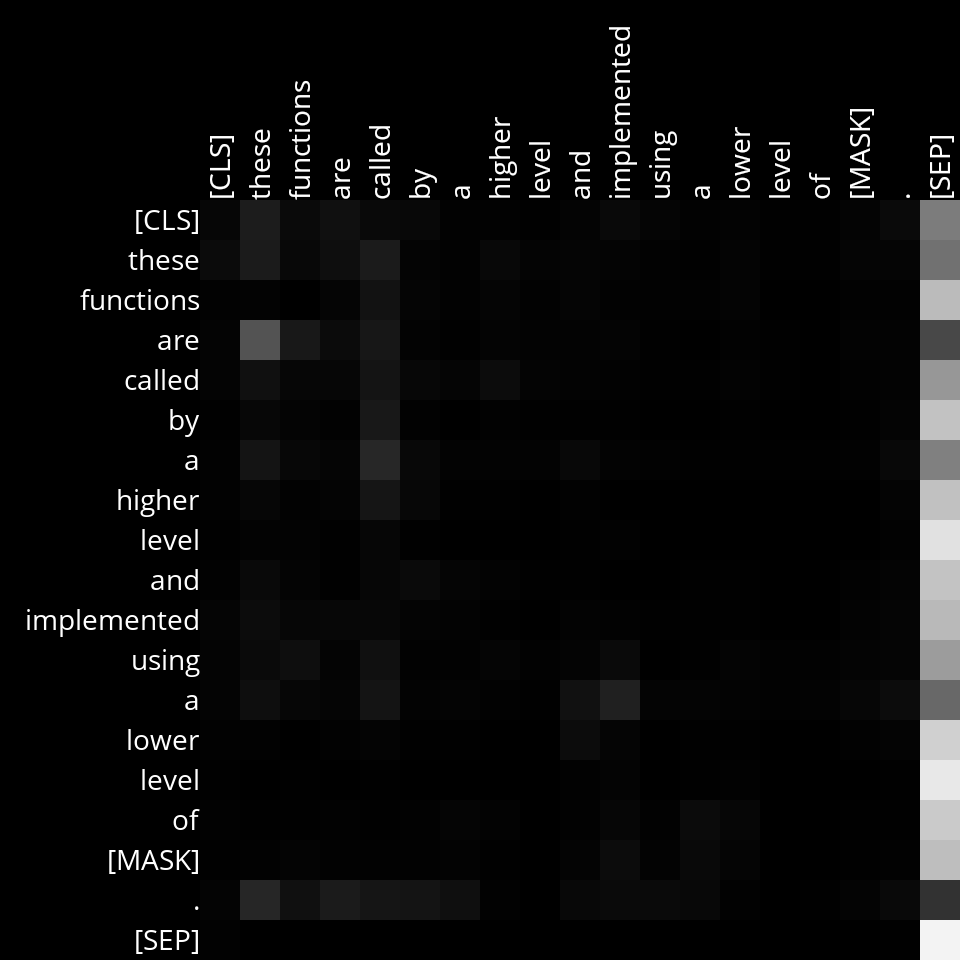 [CLS] these functions are called by a higher level and implemented using a lower level of [MASK] . [SEP]
[CLS]
these
functions
are
called
by
a
higher
level
and
implemented
using
a
lower
level
of
[MASK]
.
[SEP]